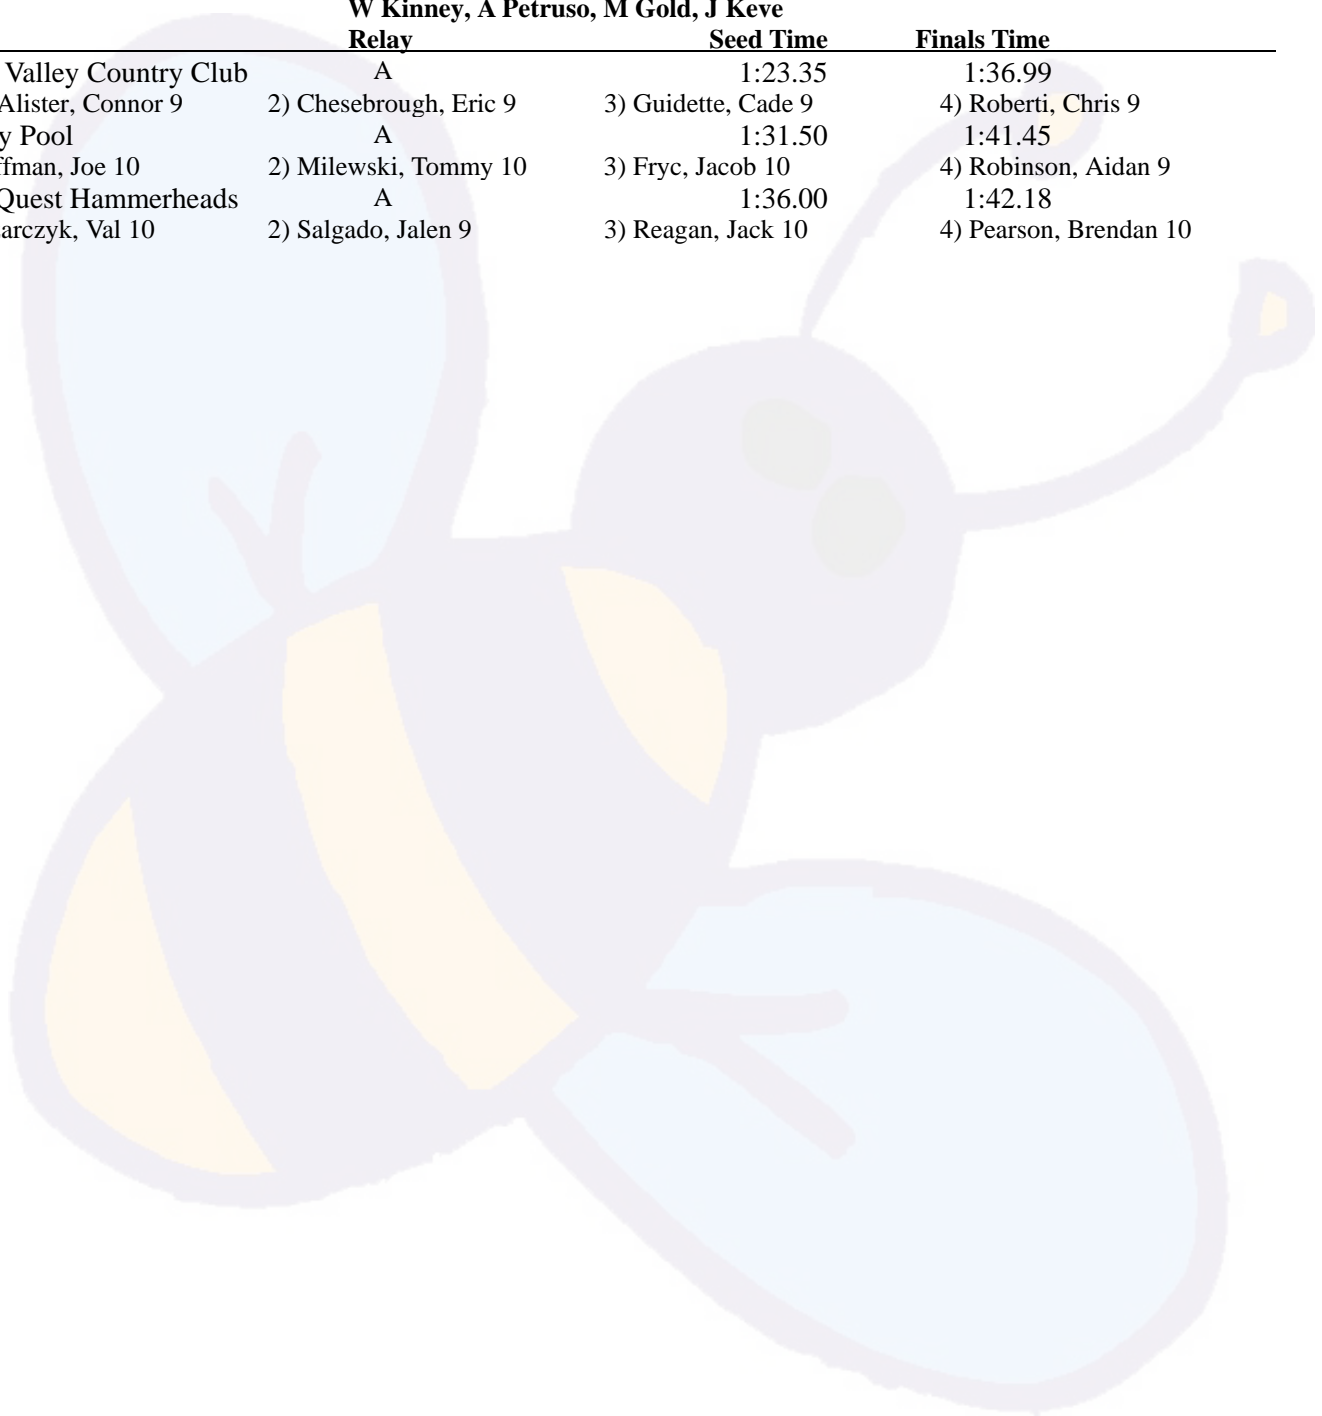 W Kinney, A Petruso, M Gold, J Keve
Relay Seed Time Finals Time
Valley Country Club A 1:23.35 1:36.99
Alister, Connor 9 2) Chesebrough, Eric 9 3) Guidette, Cade 9 4) Roberti, Chris 9
y Pool A 1:31.50 1:41.45
ffman, Joe 10 2) Milewski, Tommy 10 3) Fryc, Jacob 10 4) Robinson, Aidan 9
Quest Hammerheads A 1:36.00 1:42.18
arczyk, Val 10 2) Salgado, Jalen 9 3) Reagan, Jack 10 4) Pearson, Brendan 10